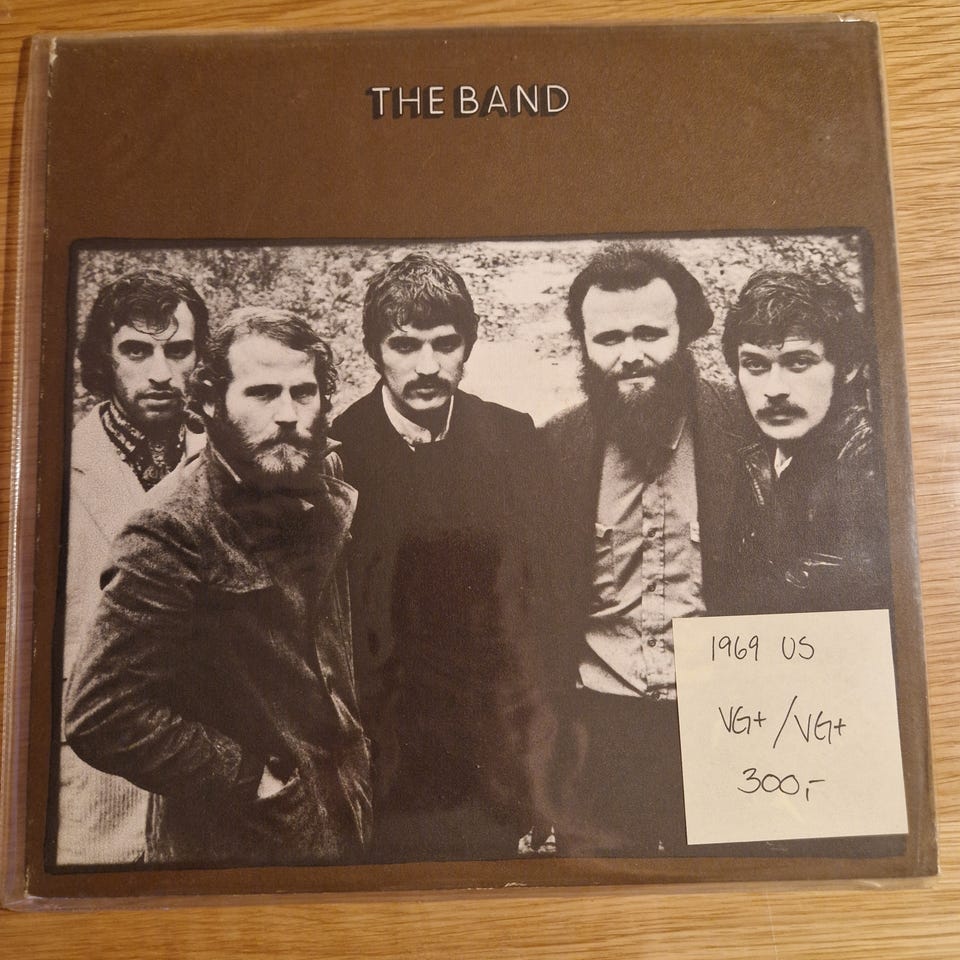 THE BAND
1969 US
VG+/VG+
300,-